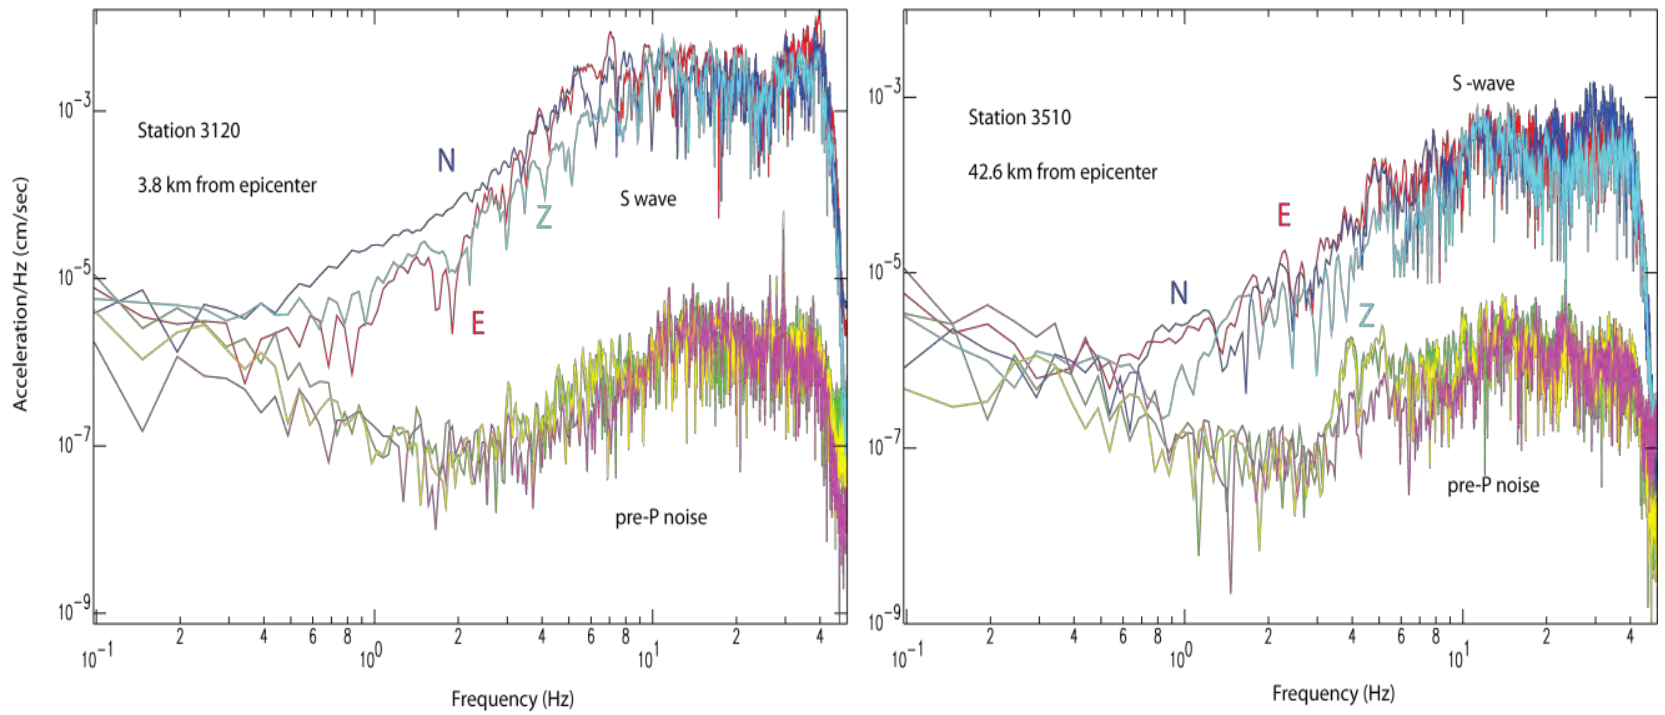 Acceleration/Hz (cm/sec)
10^-3
10^-5
10^-7
10^-9
Station 3120
3.8 km from epicenter
N
Z
E
S wave
pre-P noise
2 4 6 8 2 4 6 8 2 4
10^-1 10^0 10^1
Frequency (Hz)
10^-3
10^-5
10^-7
10^-9
Station 3510
42.6 km from epicenter
S -wave
E
N
Z
pre-P noise
2 4 6 8 2 4 6 8 2 4
10^-1 10^0 10^1
Frequency (Hz)